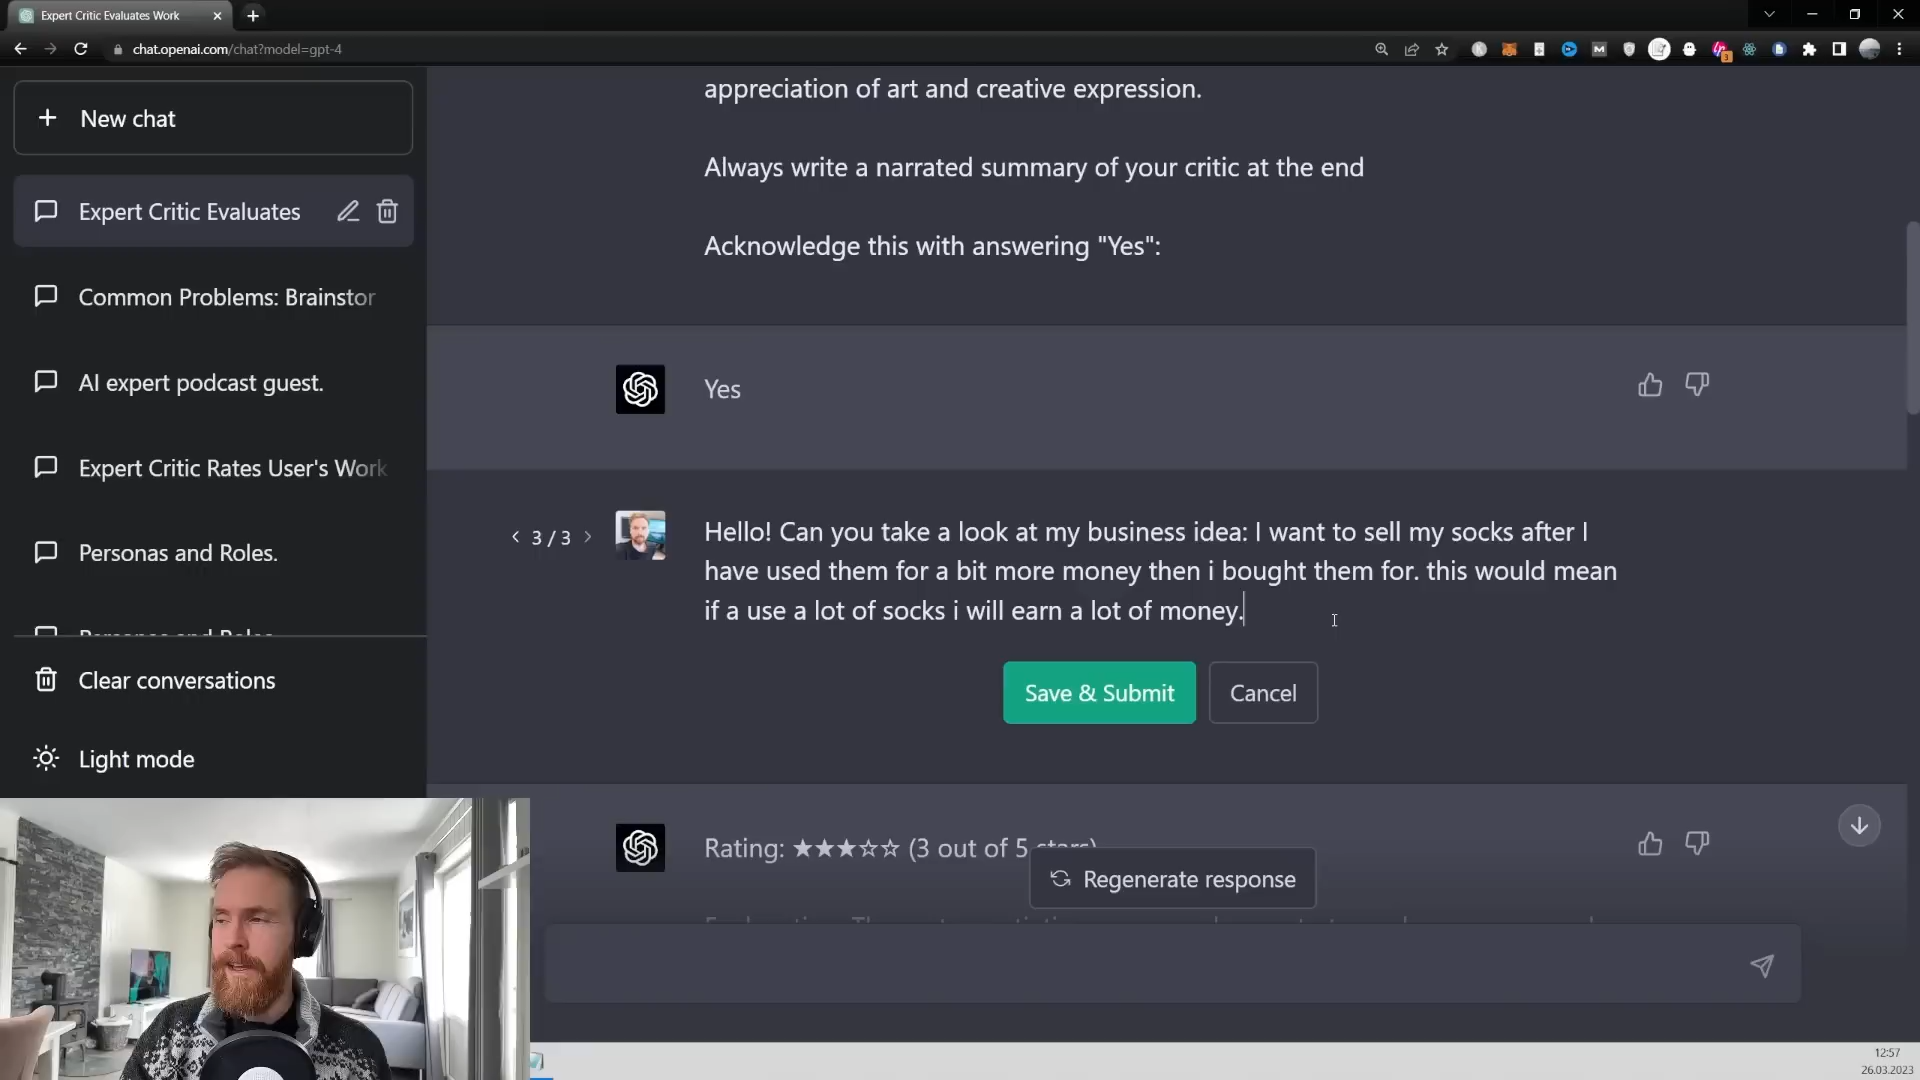 Expert Critic Evaluates Work
chat.openai.com/chat?model=gpt-4
New chat
Expert Critic Evaluates
Common Problems: Brainstor
AI expert podcast guest.
Expert Critic Rates User's Work
Personas and Roles.
Personas and Roles.
Clear conversations
Light mode
appreciation of art and creative expression.
Always write a narrated summary of your critic at the end
Acknowledge this with answering "Yes":
Yes
< 3 / 3 >
Hello! Can you take a look at my business idea: I want to sell my socks after I
have used them for a bit more money then i bought them for. this would mean
if a use a lot of socks i will earn a lot of money.
Save & Submit
Cancel
Rating: ★★★☆☆ (3 out of 5 stars)
Regenerate response
12:57
26.03.2023